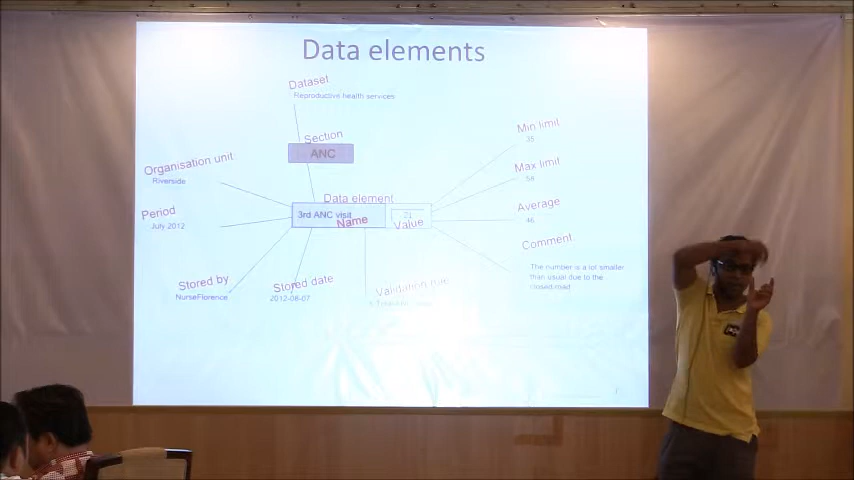 Data elements
Dataset
Reproductive health services
Section
ANC
Organisation unit
Riverside
Period
July 2012
Data element
3rd ANC visit
Name
21
Value
Min limit
35
Max limit
Average
46
Comment
The number is a lot smaller
than usual due to the
closed road
Stored by
NurseFlorence
Stored date
2012-08-07
Validation rule